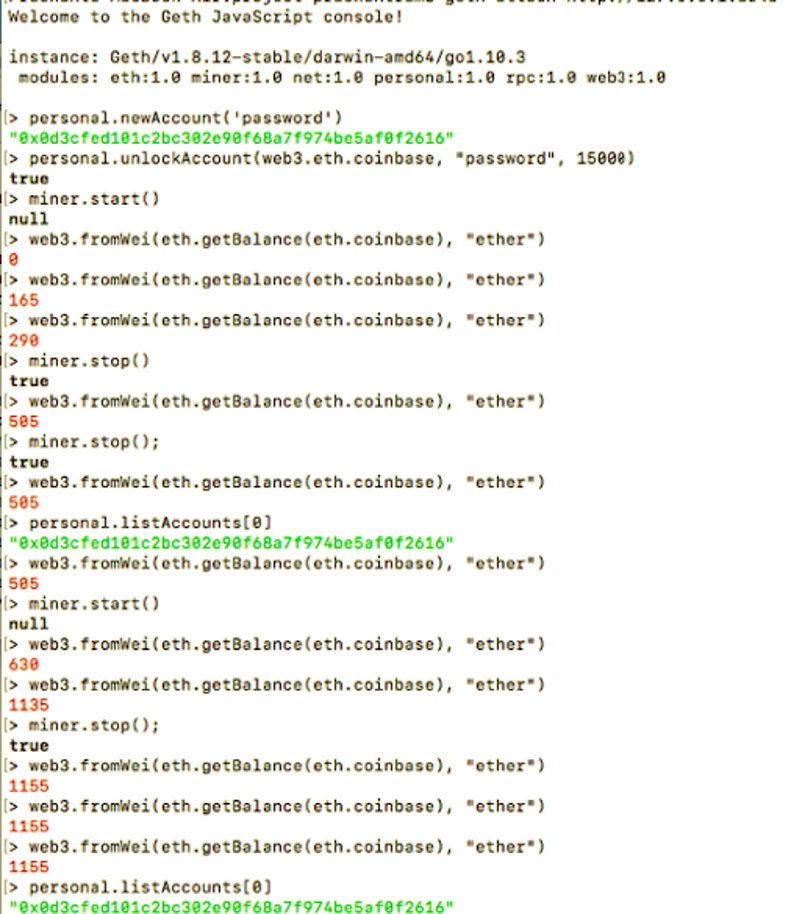 Welcome to the Geth JavaScript console!
instance: Geth/v1.8.12-stable/darwin-amd64/go1.10.3
modules: eth:1.0 miner:1.0 net:1.0 personal:1.0 rpc:1.0 web3:1.0
> personal.newAccount('password')
"0x0d3cfed101c2bc302e90f68a7f974be5af0f2616"
> personal.unlockAccount(web3.eth.coinbase, "password", 15000)
true
> miner.start()
null
> web3.fromWei(eth.getBalance(eth.coinbase), "ether")
0
> web3.fromWei(eth.getBalance(eth.coinbase), "ether")
165
> web3.fromWei(eth.getBalance(eth.coinbase), "ether")
290
> miner.stop()
true
> web3.fromWei(eth.getBalance(eth.coinbase), "ether")
505
> miner.stop();
true
> web3.fromWei(eth.getBalance(eth.coinbase), "ether")
505
> personal.listAccounts[0]
"0x0d3cfed101c2bc302e90f68a7f974be5af0f2616"
> web3.fromWei(eth.getBalance(eth.coinbase), "ether")
505
> miner.start()
null
> web3.fromWei(eth.getBalance(eth.coinbase), "ether")
630
> web3.fromWei(eth.getBalance(eth.coinbase), "ether")
1135
> miner.stop();
true
> web3.fromWei(eth.getBalance(eth.coinbase), "ether")
1155
> web3.fromWei(eth.getBalance(eth.coinbase), "ether")
1155
> web3.fromWei(eth.getBalance(eth.coinbase), "ether")
1155
> personal.listAccounts[0]
"0x0d3cfed101c2bc302e90f68a7f974be5af0f2616"